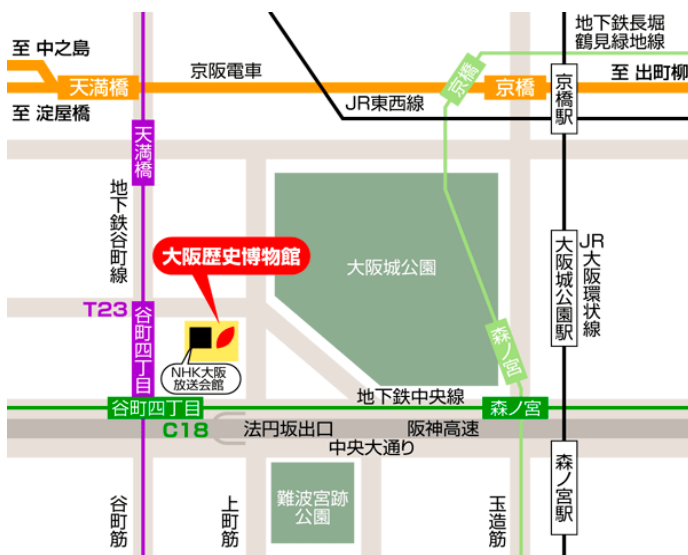 至 中之島
天満橋
至 淀屋橋
京阪電車
JR東西線
京橋
京橋
地下鉄長堀
鶴見緑地線
至 出町柳
京橋駅
天満橋
地下鉄谷町線
大阪歴史博物館
大阪城公園
JR大阪環状線
大阪城公園駅
T23
谷町四丁目
NHK大阪
放送会館
森ノ宮
地下鉄中央線
谷町四丁目
森ノ宮
C18
法円坂出口
阪神高速
中央大通り
森ノ宮駅
難波宮跡
公園
谷町筋
上町筋
玉造筋